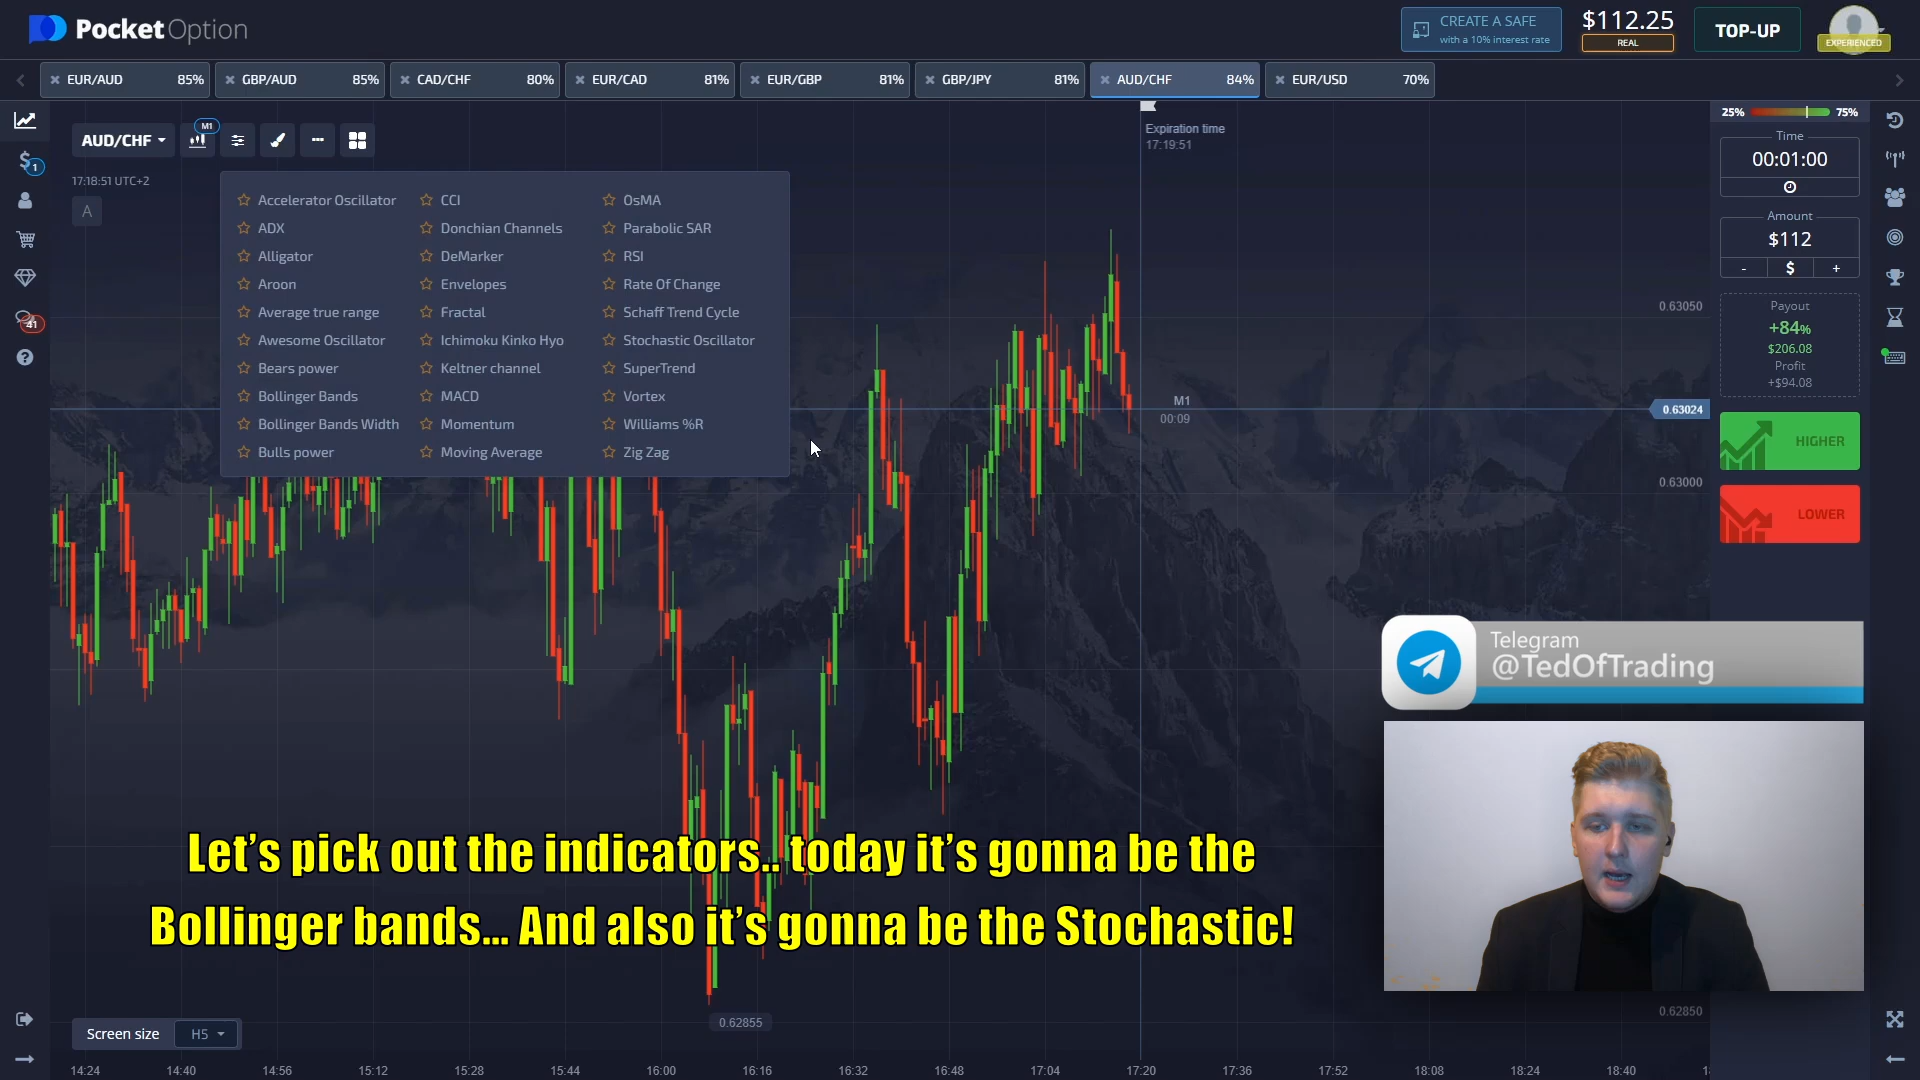 PocketOption
CREATE A SAFE
with a 10% interest rate
$112.25
REAL
TOP-UP
EXPERIENCED
EUR/AUD 85%
GBP/AUD 85%
CAD/CHF 80%
EUR/CAD 81%
EUR/GBP 81%
GBP/JPY 81%
AUD/CHF 84%
EUR/USD 70%
AUD/CHF
M1
17:18:51 UTC+2
A
1
41
Expiration time
17:19:51
25% 75%
Time
00:01:00
Amount
$112
- $ +
Payout
+84%
$206.08
Profit
+$94.08
HIGHER
LOWER
Accelerator Oscillator CCI OsMA
ADX Donchian Channels Parabolic SAR
Alligator DeMarker RSI
Aroon Envelopes Rate Of Change
Average true range Fractal Schaff Trend Cycle
Awesome Oscillator Ichimoku Kinko Hyo Stochastic Oscillator
Bears power Keltner channel SuperTrend
Bollinger Bands MACD Vortex
Bollinger Bands Width Momentum Williams %R
Bulls power Moving Average Zig Zag
0.63050
M1
00:09
0.63024
0.63000
Telegram
@TedOfTrading
Let's pick out the indicators.. today it's gonna be the
Bollinger bands... And also it's gonna be the Stochastic!
0.62855
0.62850
Screen size H5
14:24 14:40 14:56 15:12 15:28 15:44 16:00 16:16 16:32 16:48 17:04 17:20 17:36 17:52 18:08 18:24 18:40